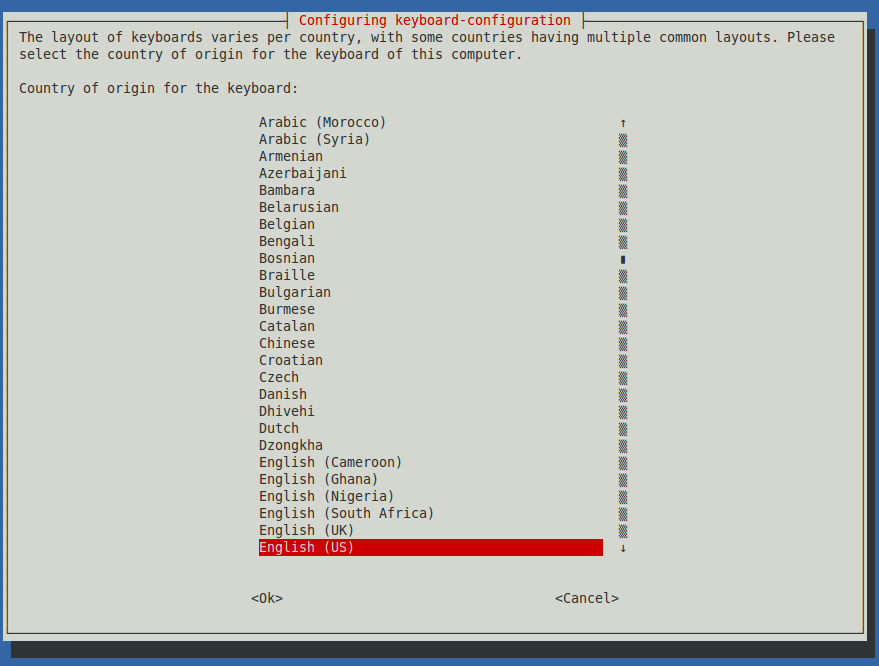 Configuring keyboard-configuration
The layout of keyboards varies per country, with some countries having multiple common layouts. Please
select the country of origin for the keyboard of this computer.
Country of origin for the keyboard:
Arabic (Morocco) ↑
Arabic (Syria)
Armenian
Azerbaijani
Bambara
Belarusian
Belgian
Bengali
Bosnian
Braille
Bulgarian
Burmese
Catalan
Chinese
Croatian
Czech
Danish
Dhivehi
Dutch
Dzongkha
English (Cameroon)
English (Ghana)
English (Nigeria)
English (South Africa)
English (UK)
English (US) ↓
<Ok> <Cancel>